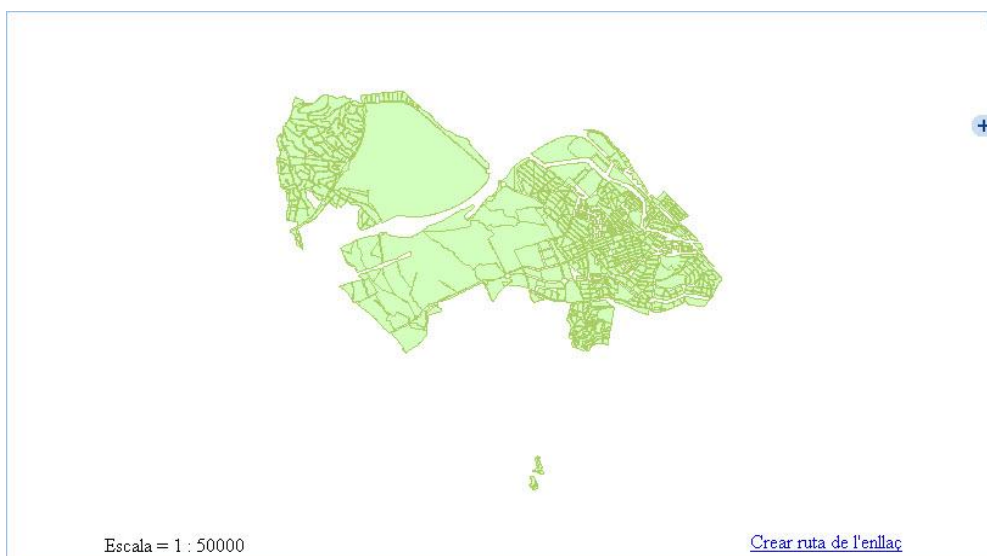 Escala = 1 : 50000
Crear ruta de l'enllaç